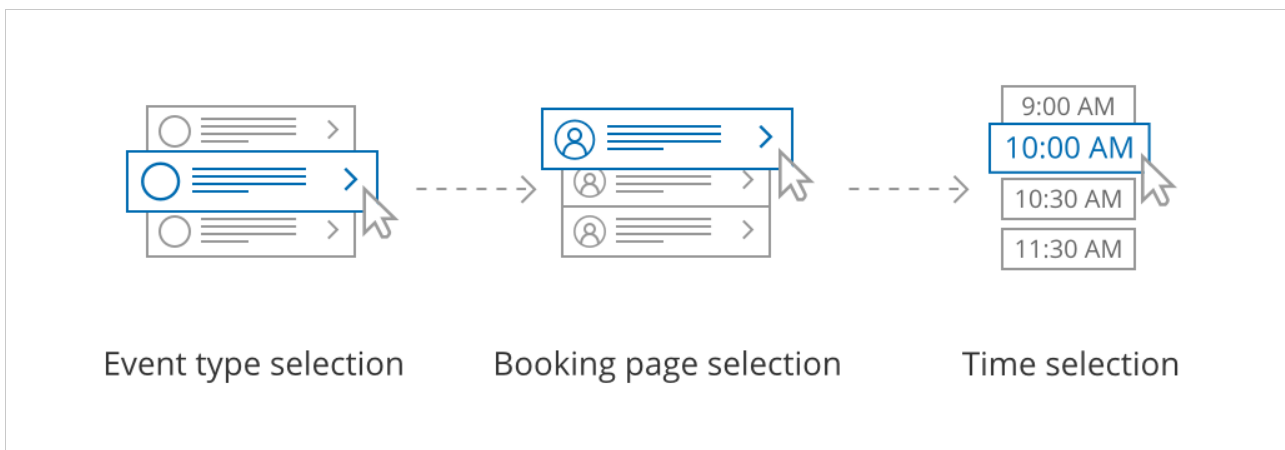 9:00 AM
10:00 AM
10:30 AM
11:30 AM
Event type selection
Booking page selection
Time selection